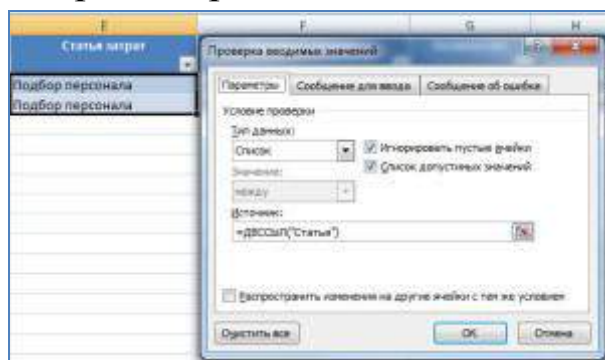 E F G H
Статья затрат
Проверка вводимых значений
Подбор персонала
Подбор персонала
Параметры Сообщение для ввода Сообщение об ошибке
Условие проверки
Тип данных:
Список
Игнорировать пустые ячейки
Список допустимых значений
Значение:
между
Источник:
=ДВССЫЛ("Статья")
Распространить изменения на другие ячейки с тем же условием
Очистить все ОК Отмена